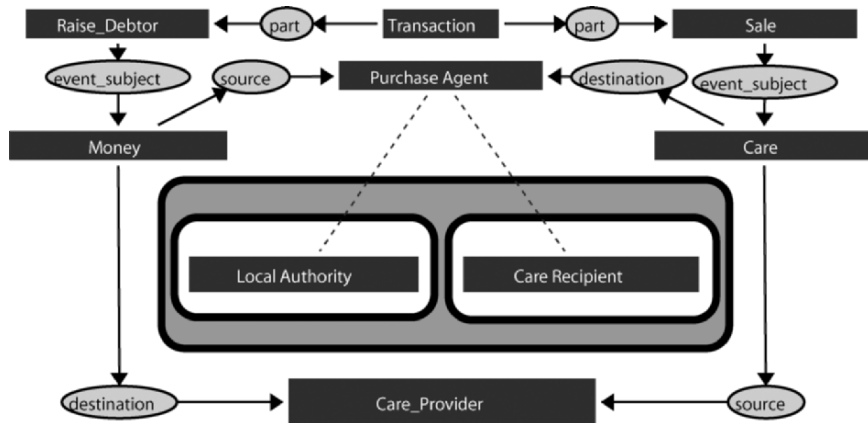 Raise_Debtor
part
Transaction
part
Sale
event_subject
source
Purchase Agent
destination
event_subject
Money
Care
Local Authority
Care Recipient
destination
Care_Provider
source